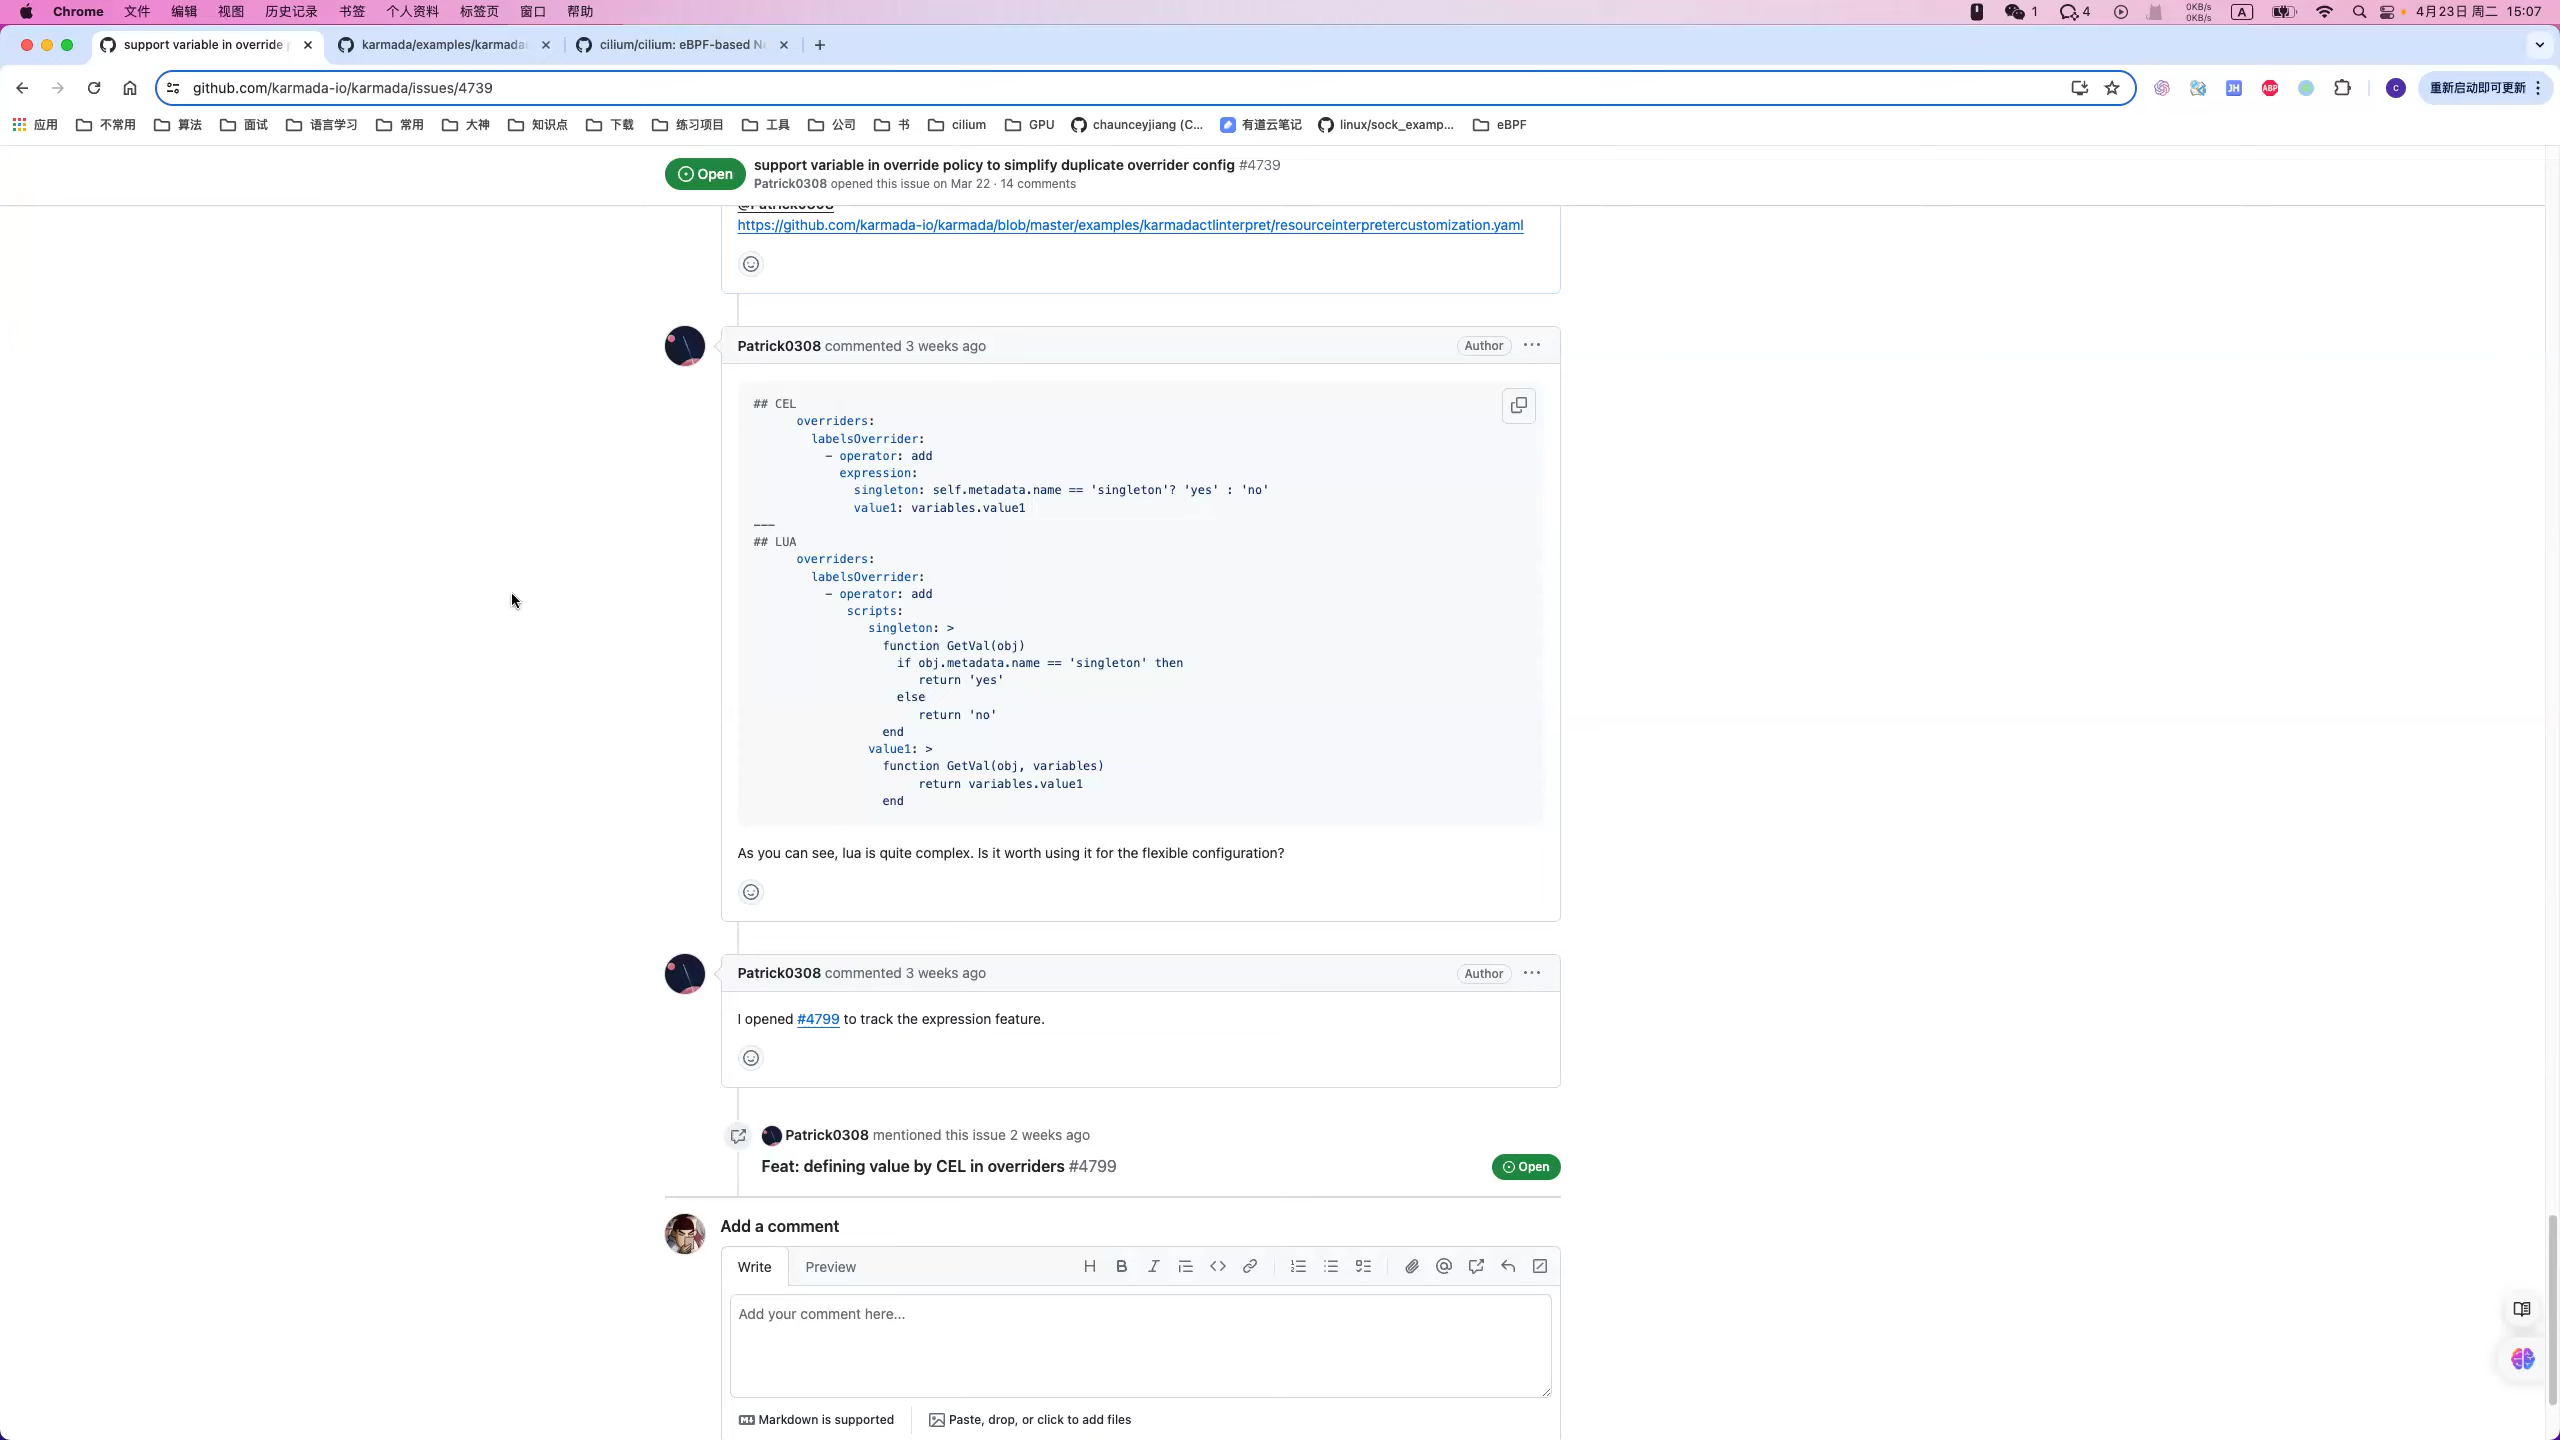 Chrome 文件 编辑 视图 历史记录 书签 个人资料 标签页 窗口 帮助 1 4 0KB/s 0KB/s A 4月23日 周二 15:07
support variable in override karmada/examples/karmada cilium/cilium: eBPF-based N
github.com/karmada-io/karmada/issues/4739 JH ABP C 重新启动即可更新
应用 不常用 算法 面试 语言学习 常用 大神 知识点 下载 练习项目 工具 公司 书 cilium GPU chaunceyjiang (C... 有道云笔记 linux/sock_examp... eBPF
Open support variable in override policy to simplify duplicate overrider config #4739
Patrick0308 opened this issue on Mar 22 · 14 comments
@Patrick0308
https://github.com/karmada-io/karmada/blob/master/examples/karmadactlinterpret/resourceinterpretercustomization.yaml
Patrick0308 commented 3 weeks ago Author
## CEL
overriders:
labelsOverrider:
- operator: add
expression:
singleton: self.metadata.name == 'singleton'? 'yes' : 'no'
value1: variables.value1
---
## LUA
overriders:
labelsOverrider:
- operator: add
scripts:
singleton: >
function GetVal(obj)
if obj.metadata.name == 'singleton' then
return 'yes'
else
return 'no'
end
value1: >
function GetVal(obj, variables)
return variables.value1
end
As you can see, lua is quite complex. Is it worth using it for the flexible configuration?
Patrick0308 commented 3 weeks ago Author
I opened #4799 to track the expression feature.
Patrick0308 mentioned this issue 2 weeks ago
Feat: defining value by CEL in overriders #4799 Open
Add a comment
Write Preview
Add your comment here...
Markdown is supported Paste, drop, or click to add files